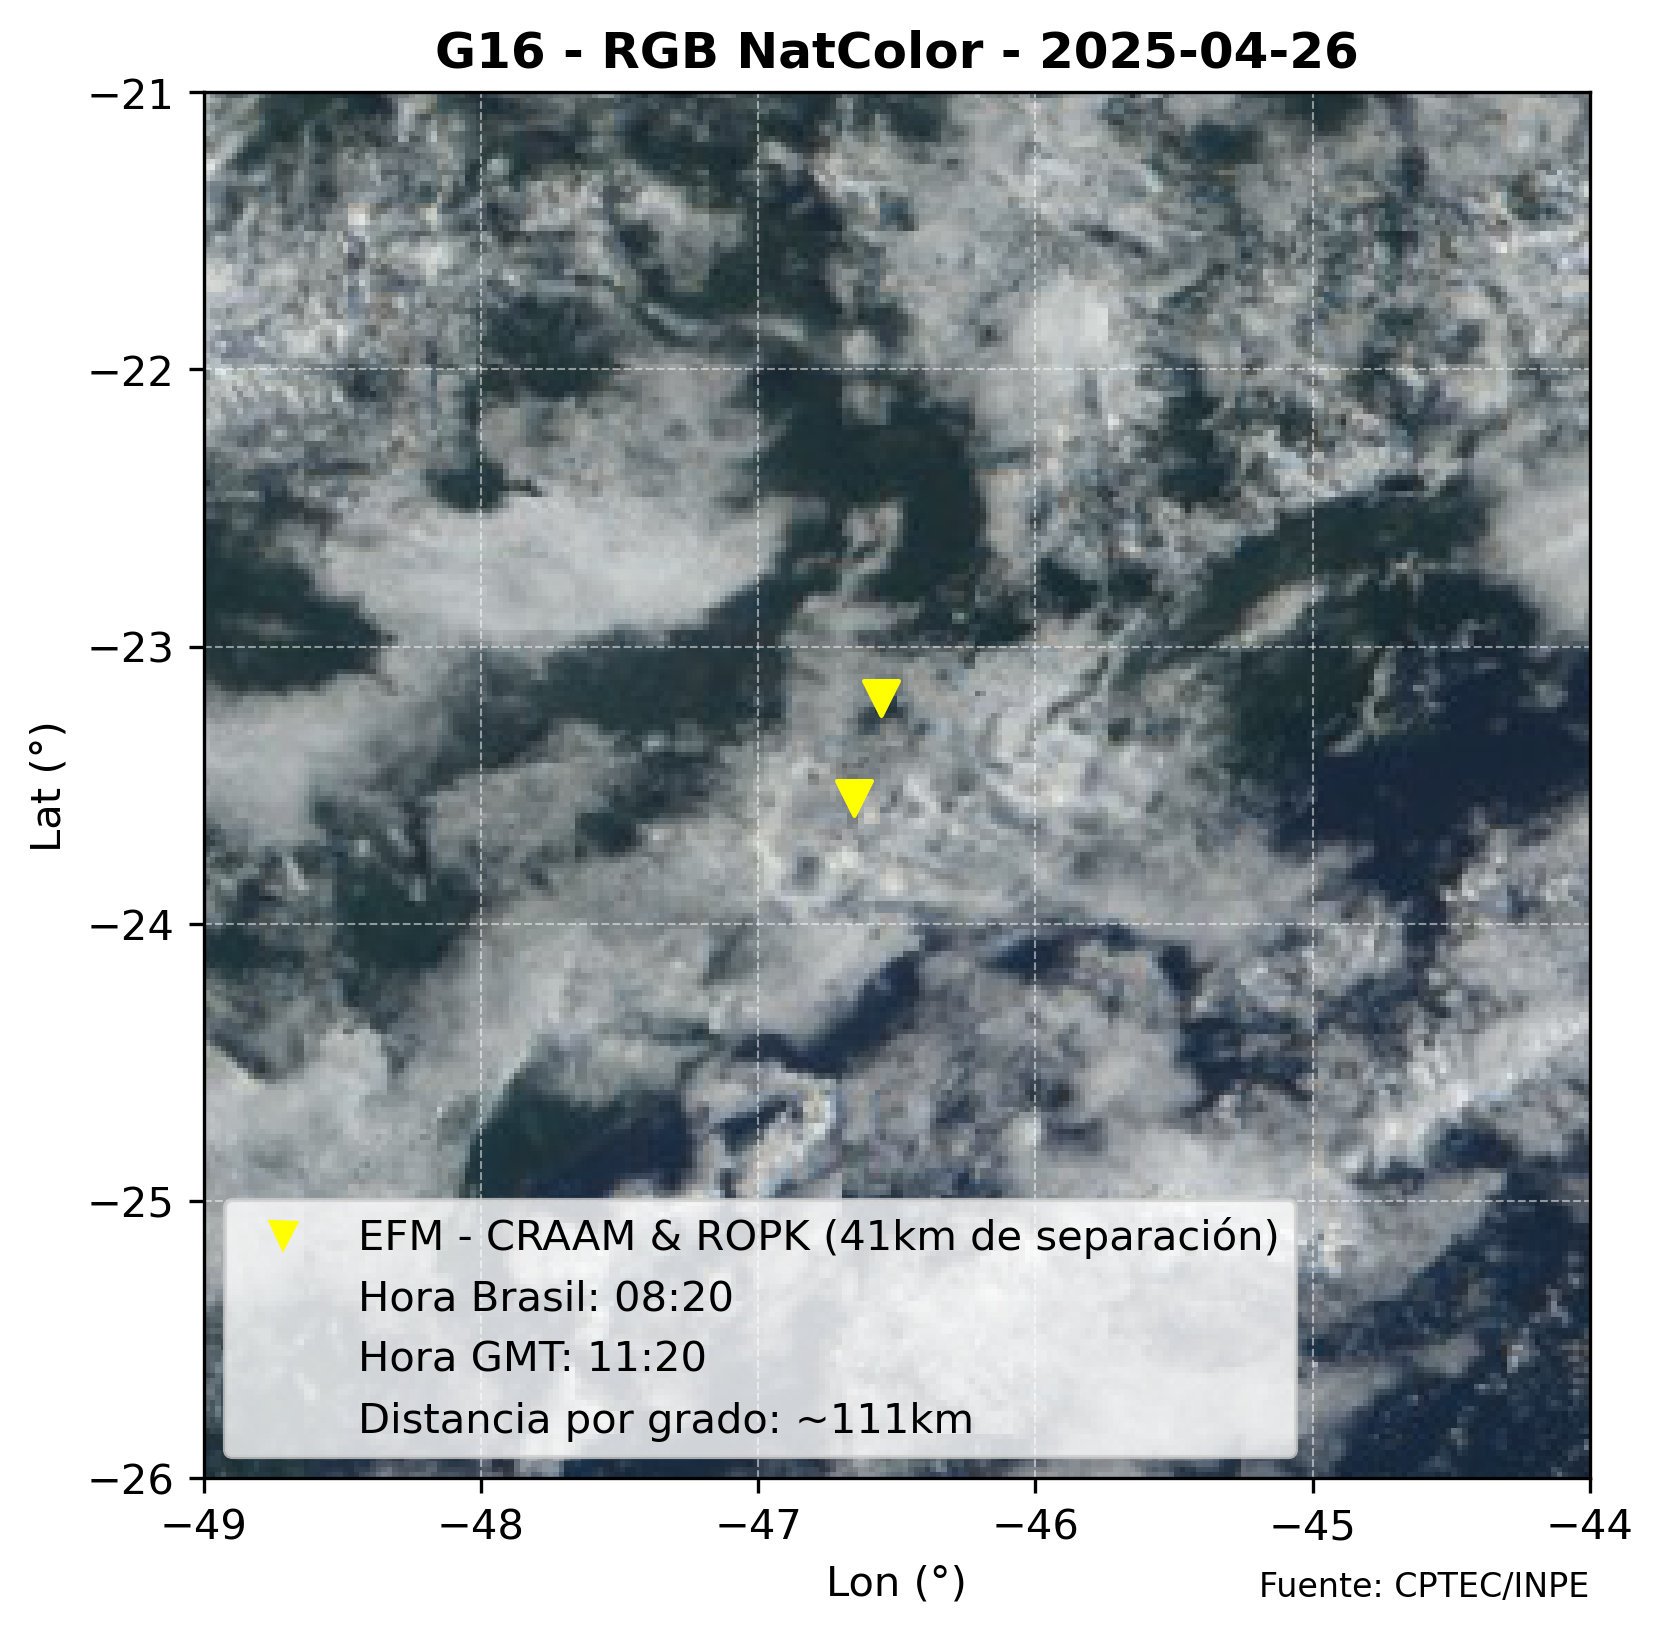 G16 - RGB NatColor - 2025-04-26
−21
−22
−23
−24
−25
−26
Lat (°)
EFM - CRAAM & ROPK (41km de separación)
Hora Brasil: 08:20
Hora GMT: 11:20
Distancia por grado: ~111km
−49 −48 −47 −46 −45 −44
Lon (°)
Fuente: CPTEC/INPE